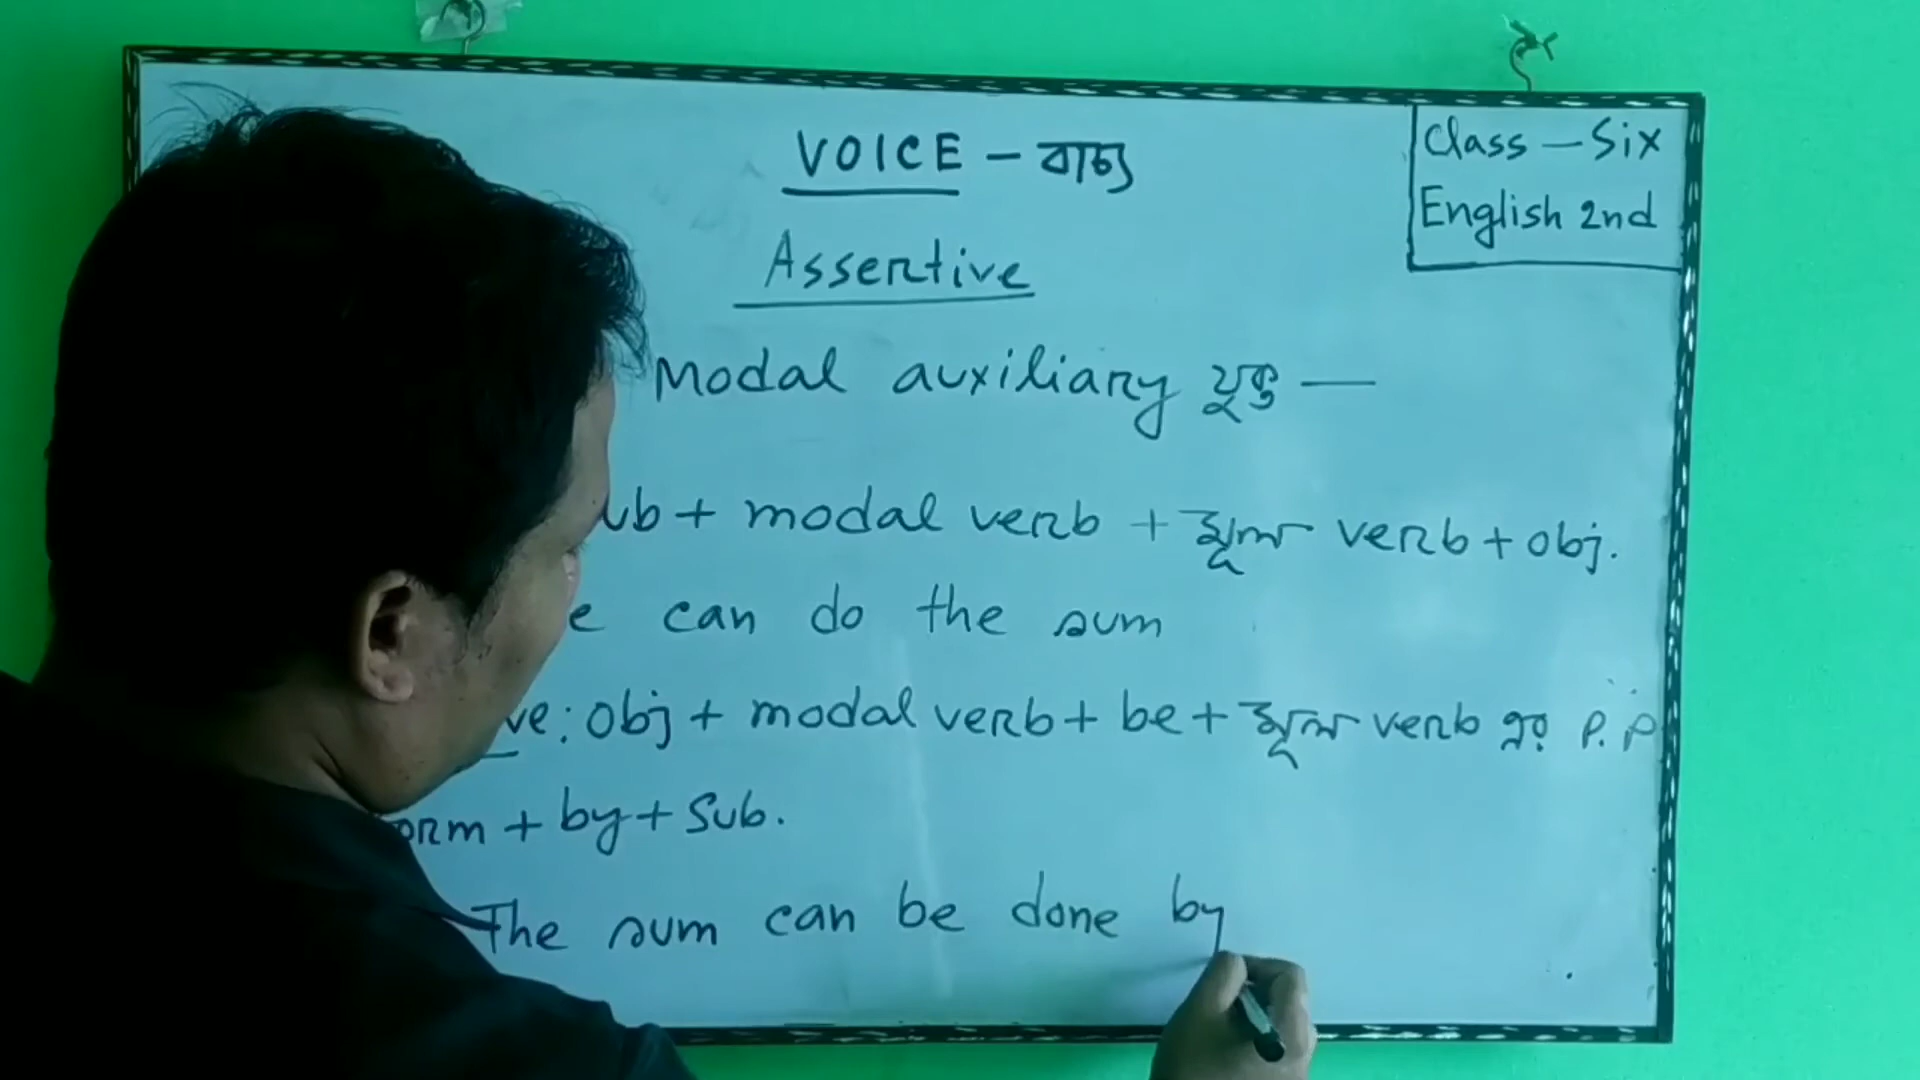 VOICE – বাচ্য
Class – Six
English 2nd
Assertive
Modal auxiliary যুক্ত —
ub + modal verb + মূল verb + obj.
e can do the sum
ve: obj + modal verb + be + মূল verb এর P.P
orm + by + Sub.
The sum can be done by